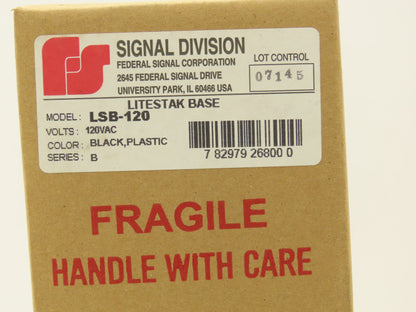 SIGNAL DIVISION
FEDERAL SIGNAL CORPORATION
2645 FEDERAL SIGNAL DRIVE
UNIVERSITY PARK, IL 60466 USA
LOT CONTROL
07145
LITESTAK BASE
MODEL: LSB-120
VOLTS: 120VAC
COLOR: BLACK,PLASTIC
SERIES: B
7 82979 26800 0
FRAGILE
HANDLE WITH CARE